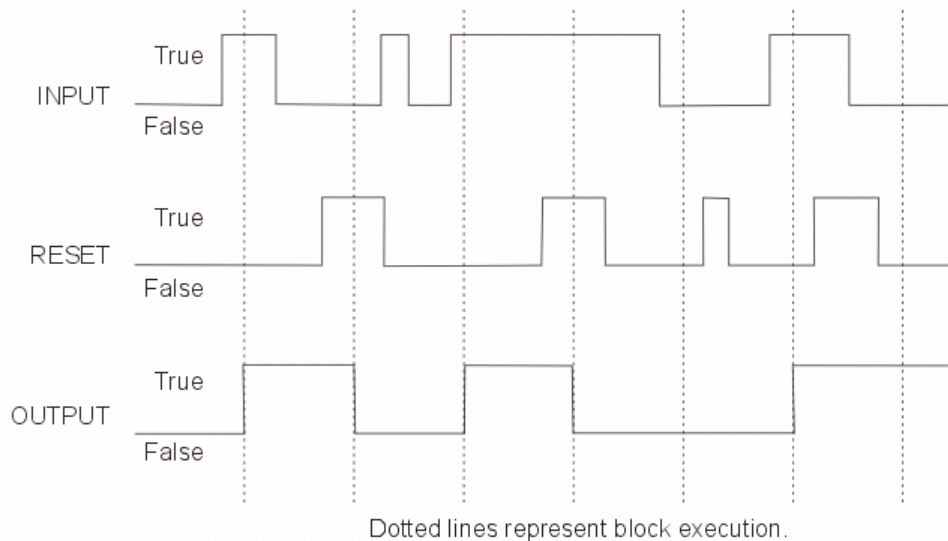 True
INPUT
False
True
RESET
False
True
OUTPUT
False
Dotted lines represent block execution.